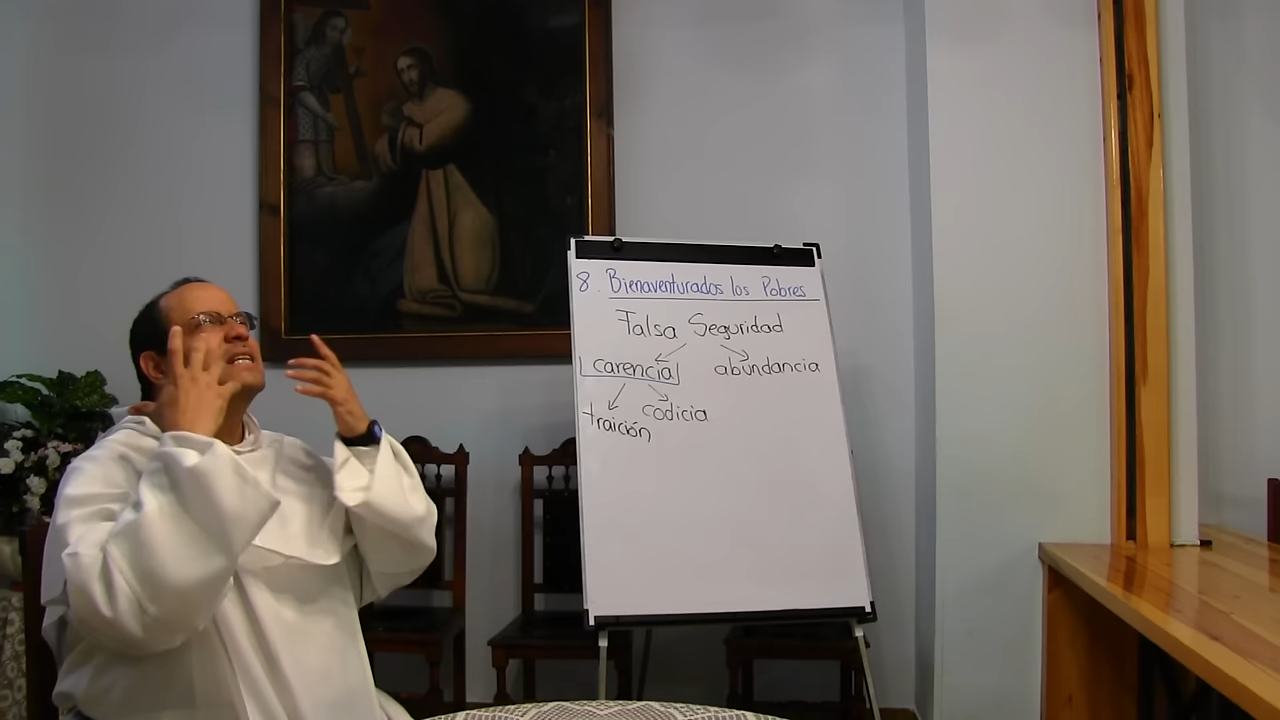 8. Bienaventurados los Pobres
Falsa Seguridad
carencia abundancia
traición codicia